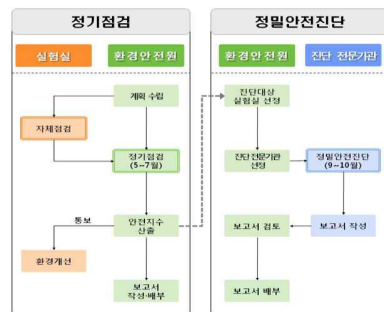 정기점검
실험실
환경안전원
계획 수립
자체점검
정기점검
(5~7월)
통보
안전지수
산출
환경개선
보고서
작성·배부
정밀안전진단
환경안전원
진단 전문기관
진단대상
실험실 선정
진단전문기관
선정
정밀안전진단
(9~10월)
보고서 검토
보고서 작성
보고서 배부